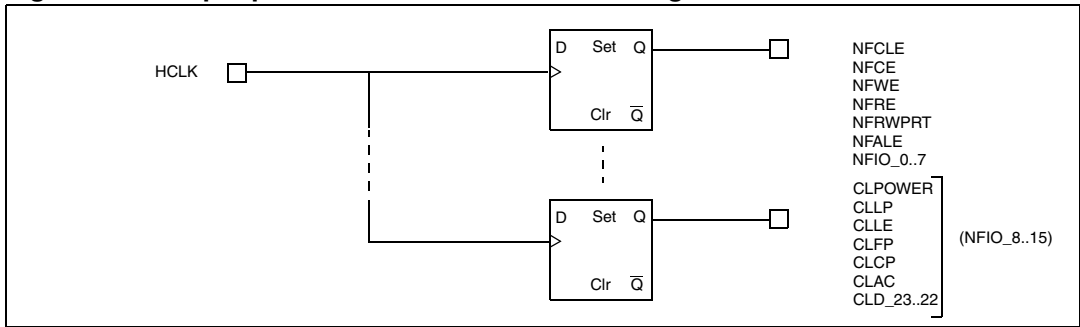 HCLK
D Set Q
Clr Q
D Set Q
Clr Q
NFCLE
NFCE
NFWE
NFRE
NFRWPRT
NFALE
NFIO_0..7
CLPOWER
CLLP
CLLE
CLFP
CLCP
CLAC
CLD_23..22
(NFIO_8..15)